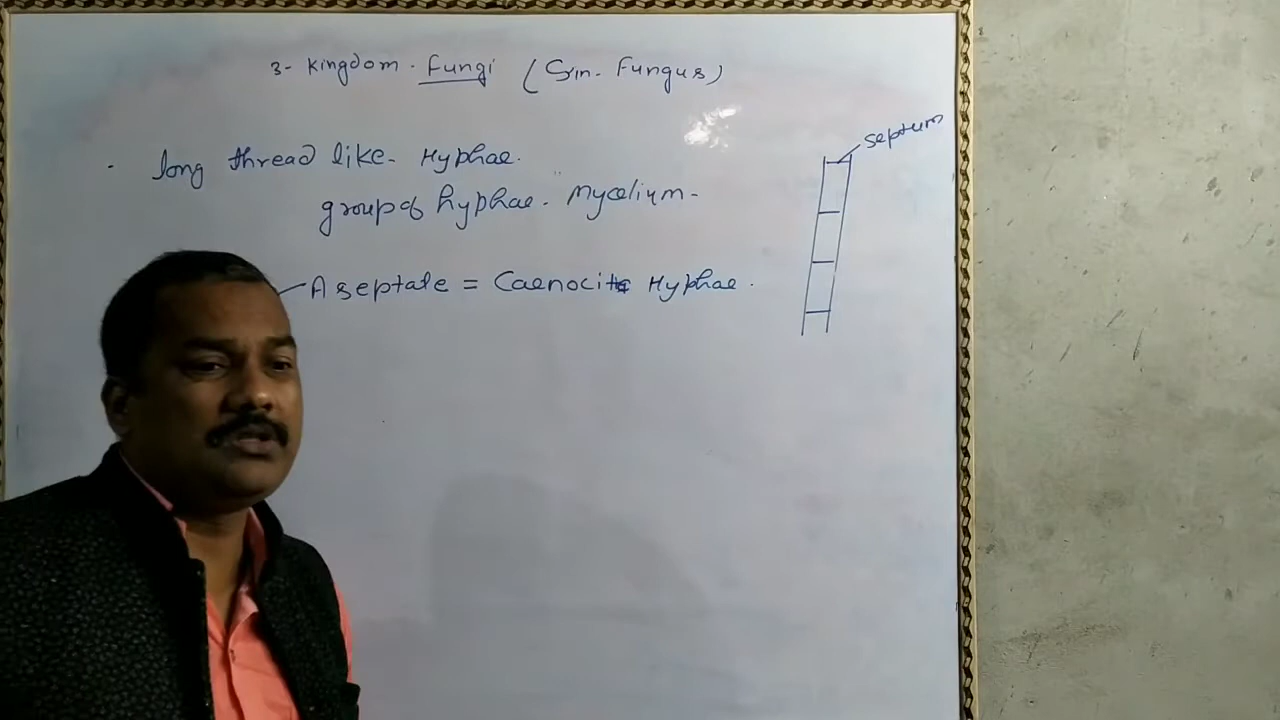 3- Kingdom - Fungi (Sin. Fungus)
septum
· long thread like - Hyphae.
group of hyphae - Mycelium -
Aseptate = Caenocite Hyphae.